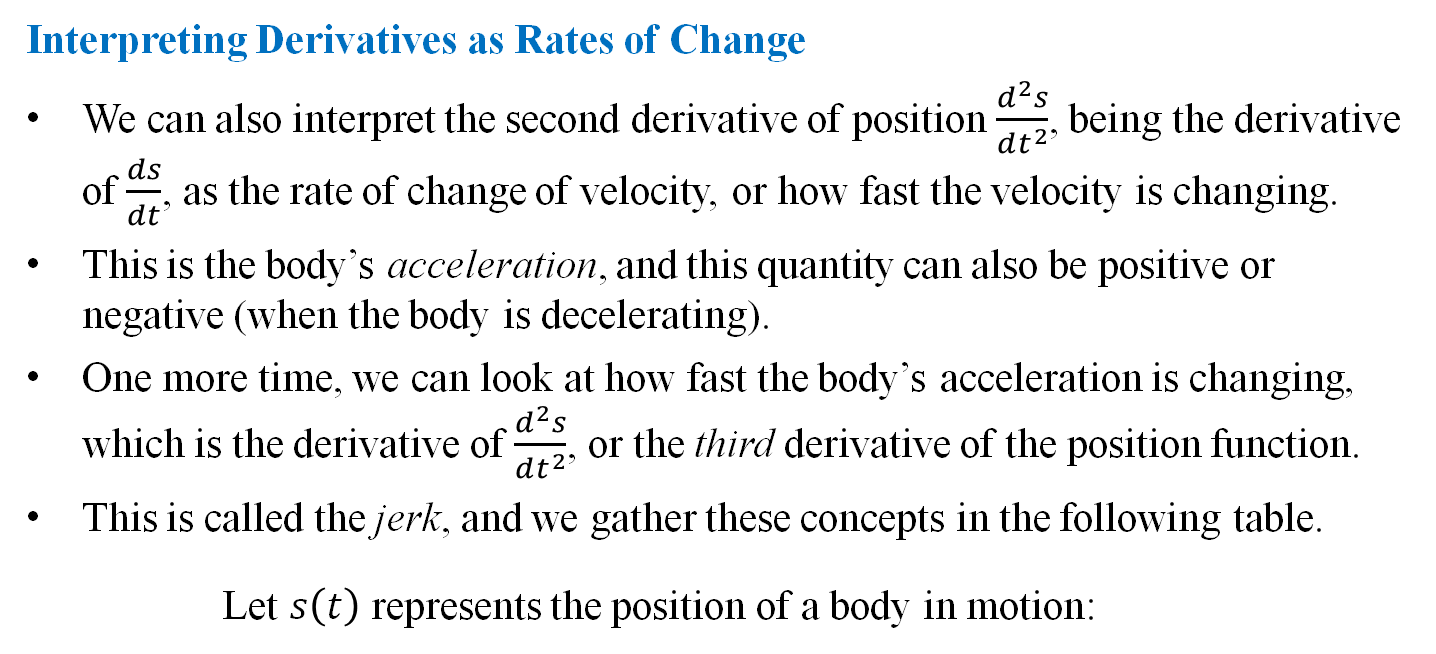 Interpreting Derivatives as Rates of Change
• We can also interpret the second derivative of position d²s/dt², being the derivative
of ds/dt, as the rate of change of velocity, or how fast the velocity is changing.
• This is the body’s acceleration, and this quantity can also be positive or
negative (when the body is decelerating).
• One more time, we can look at how fast the body’s acceleration is changing,
which is the derivative of d²s/dt², or the third derivative of the position function.
• This is called the jerk, and we gather these concepts in the following table.
Let s(t) represents the position of a body in motion: